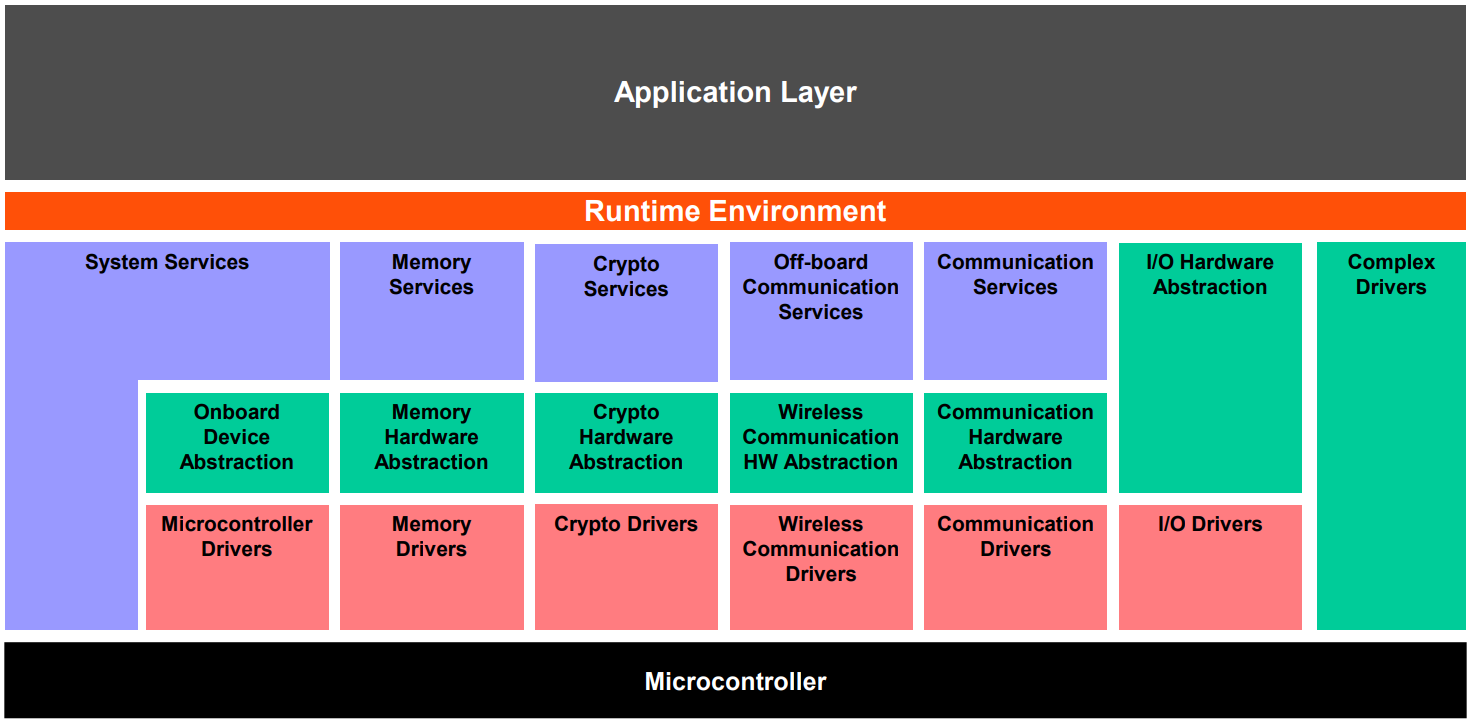 Application Layer
Runtime Environment
System Services
Memory
Services
Crypto
Services
Off-board
Communication
Services
Communication
Services
I/O Hardware
Abstraction
Complex
Drivers
Onboard
Device
Abstraction
Memory
Hardware
Abstraction
Crypto
Hardware
Abstraction
Wireless
Communication
HW Abstraction
Communication
Hardware
Abstraction
Microcontroller
Drivers
Memory
Drivers
Crypto Drivers
Wireless
Communication
Drivers
Communication
Drivers
I/O Drivers
Microcontroller